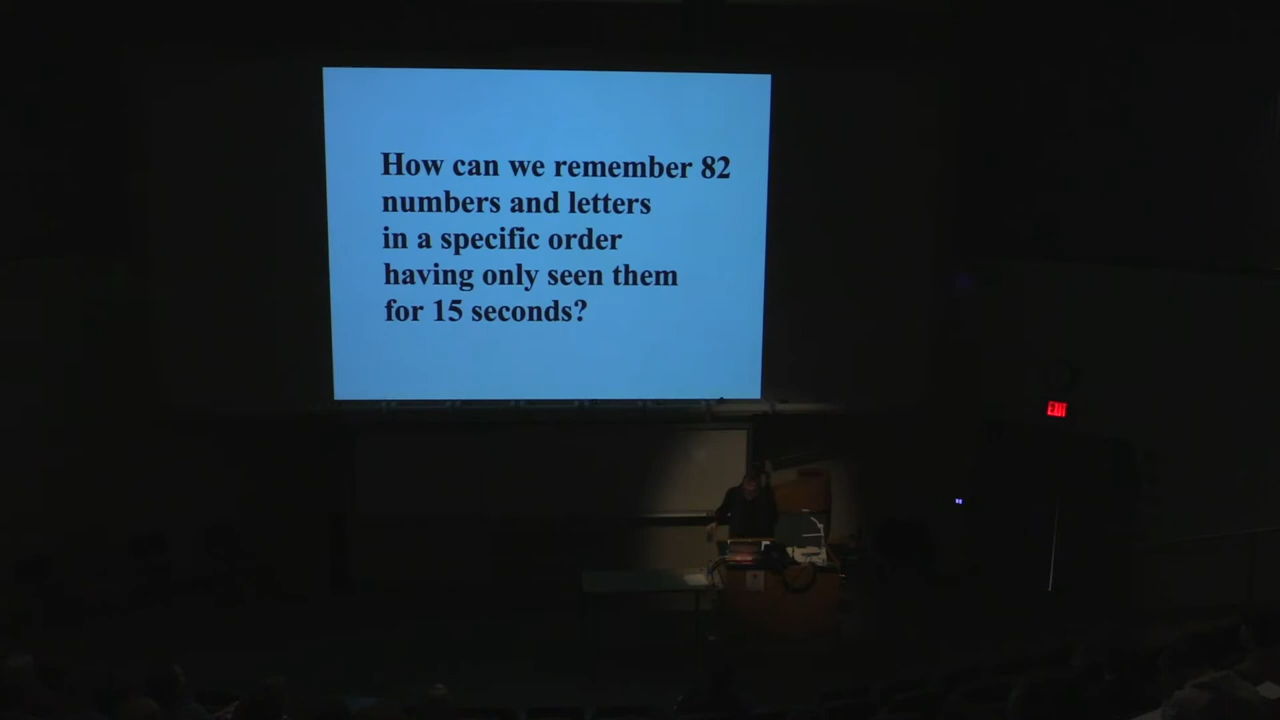 How can we remember 82
numbers and letters
in a specific order
having only seen them
for 15 seconds?
EXIT